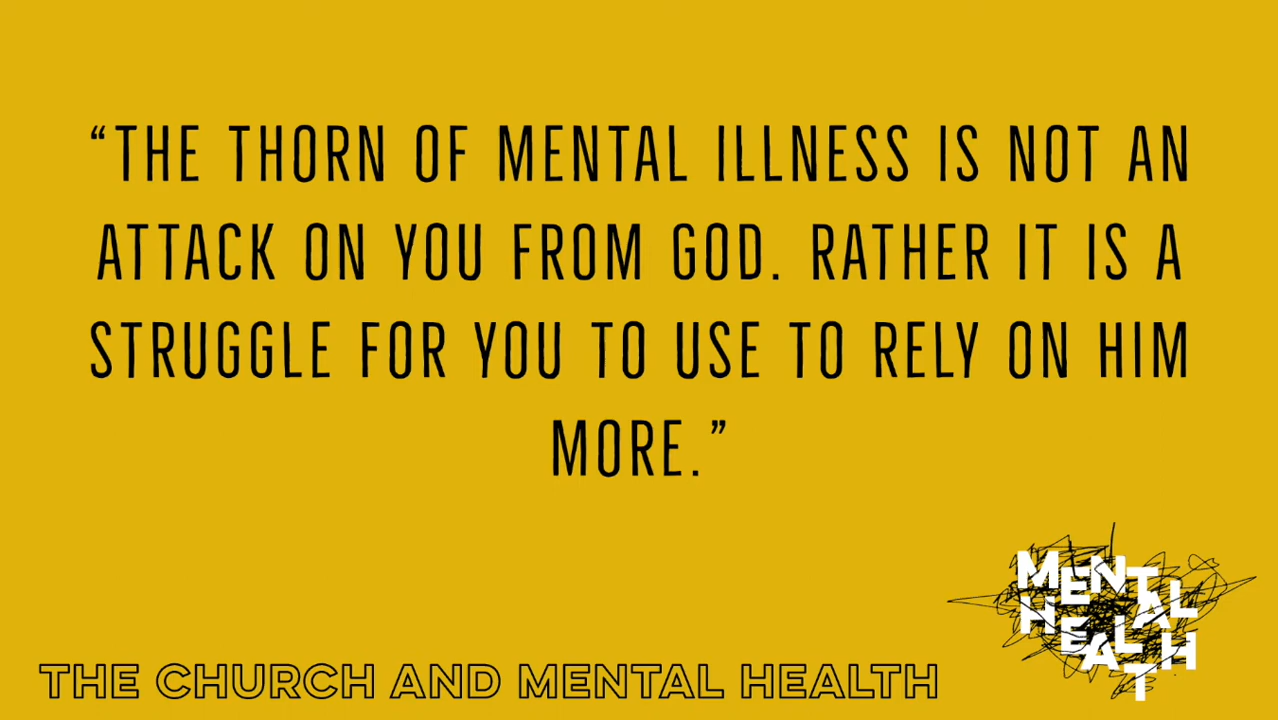 “THE THORN OF MENTAL ILLNESS IS NOT AN
ATTACK ON YOU FROM GOD. RATHER IT IS A
STRUGGLE FOR YOU TO USE TO RELY ON HIM
MORE.”
MENTAL
HEALTH
THE CHURCH AND MENTAL HEALTH